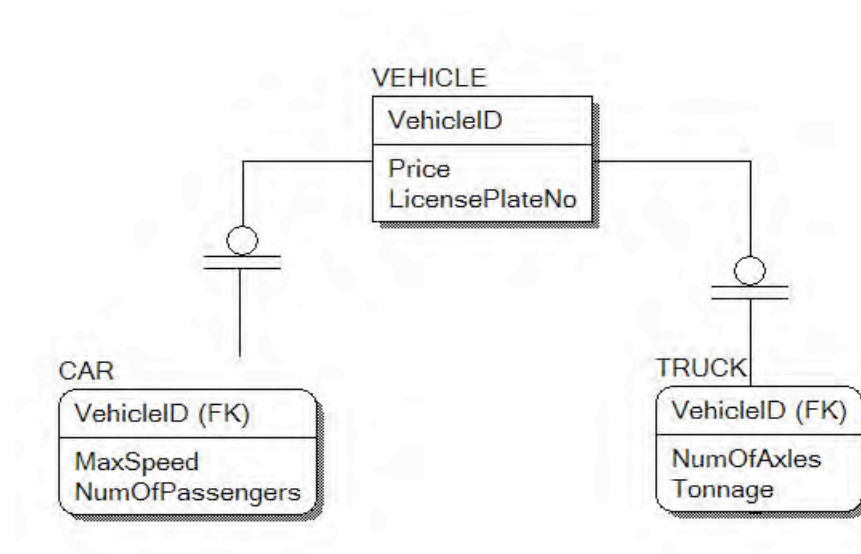 VEHICLE
VehicleID
Price
LicensePlateNo
CAR
VehicleID (FK)
MaxSpeed
NumOfPassengers
TRUCK
VehicleID (FK)
NumOfAxles
Tonnage